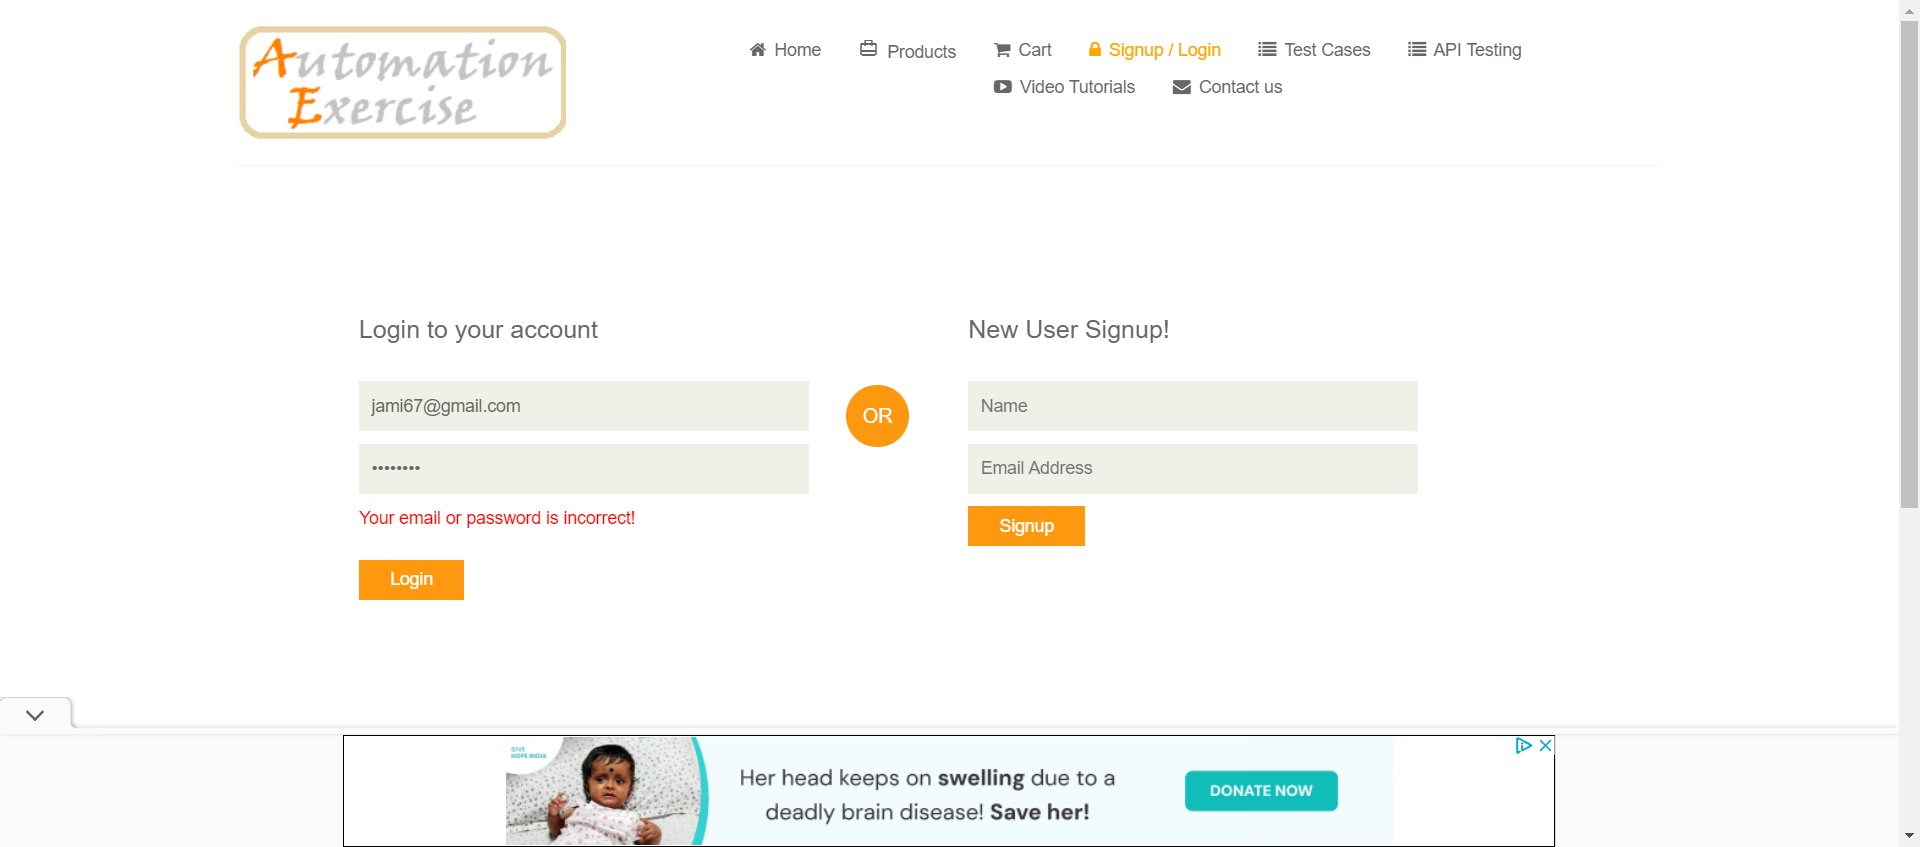 Automation
Exercise
Home
Products
Cart
Signup / Login
Test Cases
API Testing
Video Tutorials
Contact us
Login to your account
jami67@gmail.com
••••••••
Your email or password is incorrect!
Login
OR
New User Signup!
Name
Email Address
Signup
GIVE
HOPE INDIA
Her head keeps on swelling due to a
deadly brain disease! Save her!
DONATE NOW